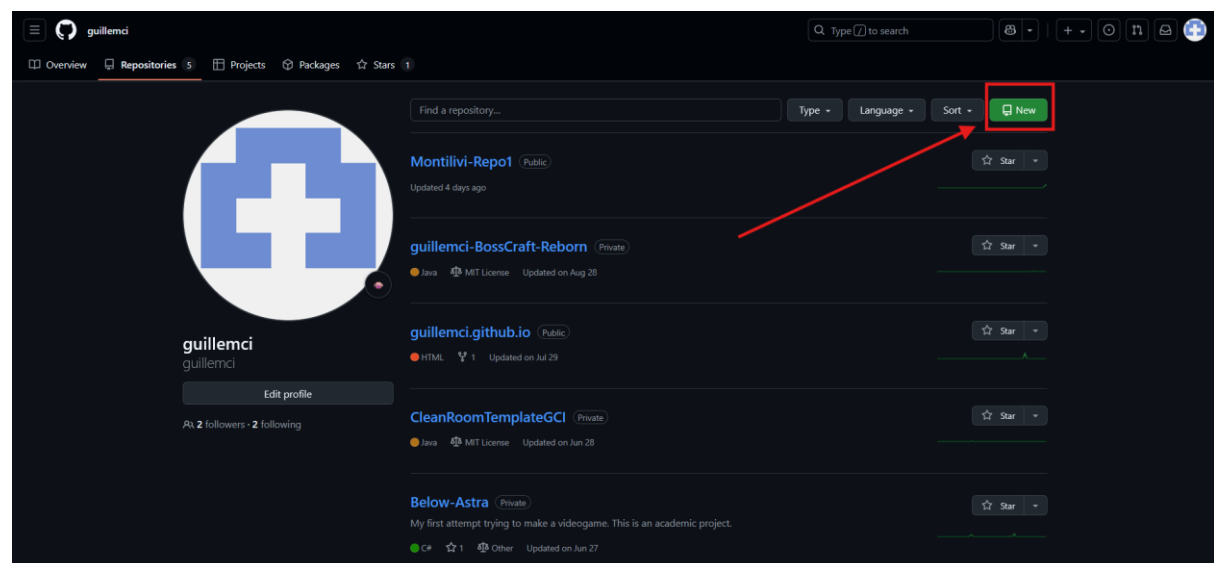 guillemci
Type / to search
Overview Repositories 5 Projects Packages Stars 1
Find a repository... Type Language Sort New
Montilivi-Repo1 Public Star
Updated 4 days ago
guillemci-BossCraft-Reborn Private Star
Java MIT License Updated on Aug 28
guillemci.github.io Public Star
HTML 1 Updated on Jul 29
guillemci
guillemci
Edit profile
2 followers · 2 following
CleanRoomTemplateGCI Private Star
Java MIT License Updated on Jun 28
Below-Astra Private Star
My first attempt trying to make a videogame. This is an academic project.
C# 1 Other Updated on Jun 27